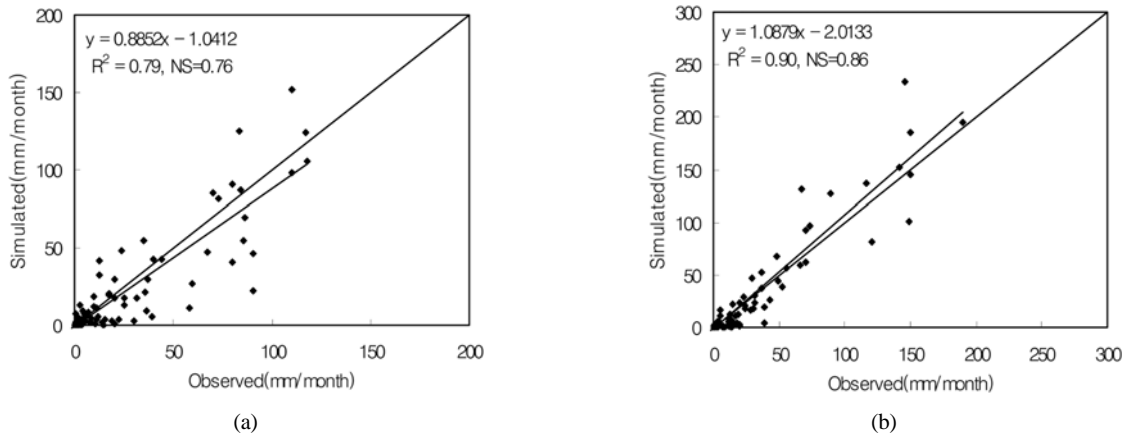 200
150
100
50
0
y = 0.8852x − 1.0412
R² = 0.79, NS=0.76
Simulated(mm/month)
0 50 100 150 200
Observed(mm/month)
(a)
300
250
200
150
100
50
0
y = 1.0879x − 2.0133
R² = 0.90, NS=0.86
Simulated(mm/month)
0 50 100 150 200 250 300
Observed(mm/month)
(b)